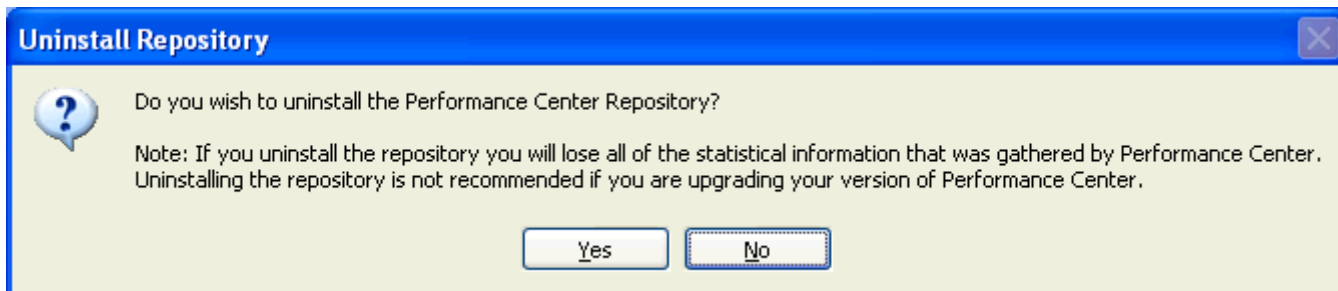 Uninstall Repository
Do you wish to uninstall the Performance Center Repository?
Note: If you uninstall the repository you will lose all of the statistical information that was gathered by Performance Center.
Uninstalling the repository is not recommended if you are upgrading your version of Performance Center.
Yes
No